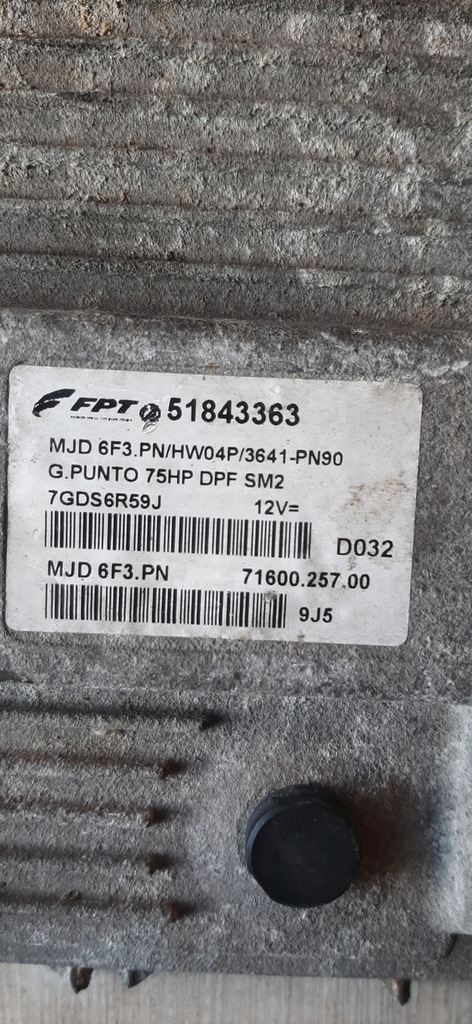 FPT 51843363
MJD 6F3.PN/HW04P/3641-PN90
G.PUNTO 75HP DPF SM2
7GDS6R59J 12V=
D032
MJD 6F3.PN 71600.257.00
9J5